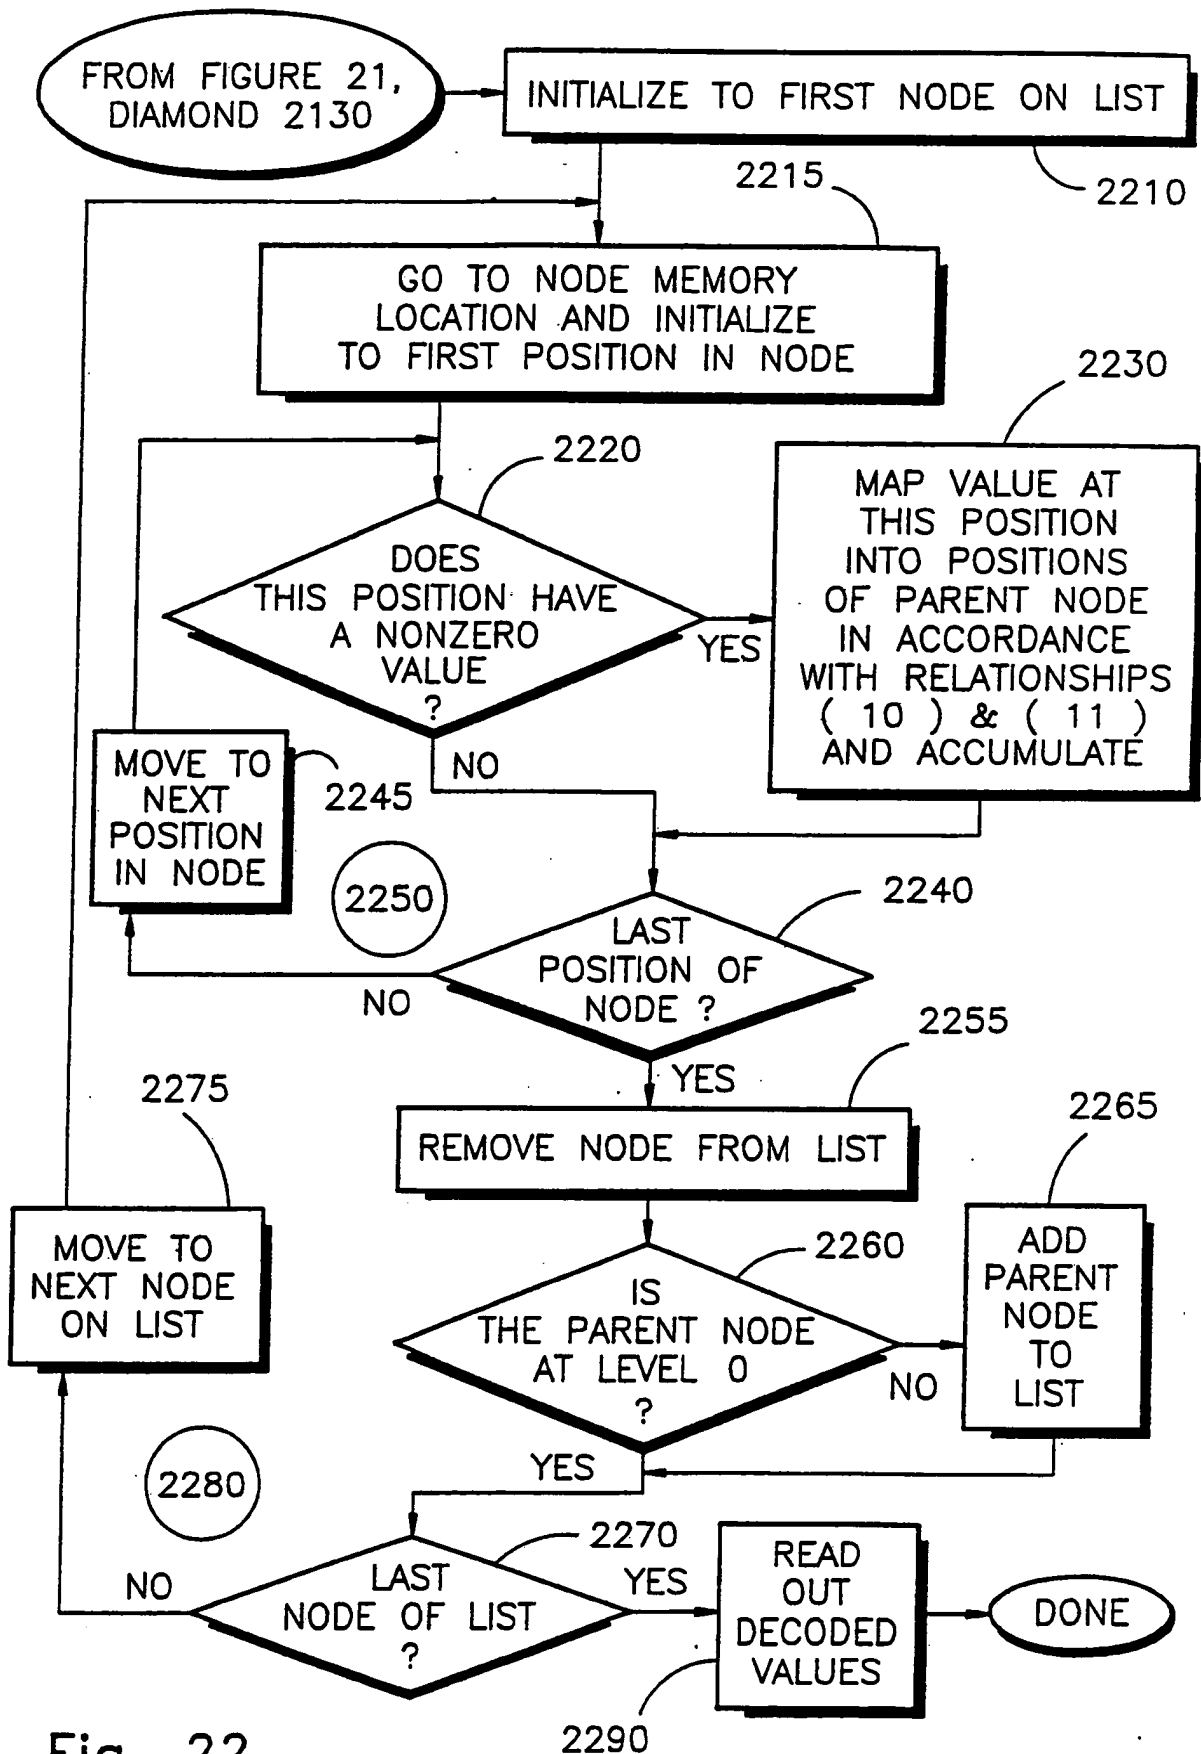 FROM FIGURE 21,
DIAMOND 2130
INITIALIZE TO FIRST NODE ON LIST
2210
2215
GO TO NODE MEMORY
LOCATION AND INITIALIZE
TO FIRST POSITION IN NODE
2230
2220
DOES
THIS POSITION HAVE
A NONZERO
VALUE
?
YES
NO
MAP VALUE AT
THIS POSITION
INTO POSITIONS
OF PARENT NODE
IN ACCORDANCE
WITH RELATIONSHIPS
( 10 ) & ( 11 )
AND ACCUMULATE
MOVE TO
NEXT
POSITION
IN NODE
2245
2250
2240
LAST
POSITION OF
NODE ?
NO
YES
2255
REMOVE NODE FROM LIST
2275
MOVE TO
NEXT NODE
ON LIST
2260
IS
THE PARENT NODE
AT LEVEL 0
?
NO
YES
2265
ADD
PARENT
NODE
TO
LIST
2280
2270
LAST
NODE OF LIST
?
NO
YES
READ
OUT
DECODED
VALUES
2290
DONE
Fig. 22